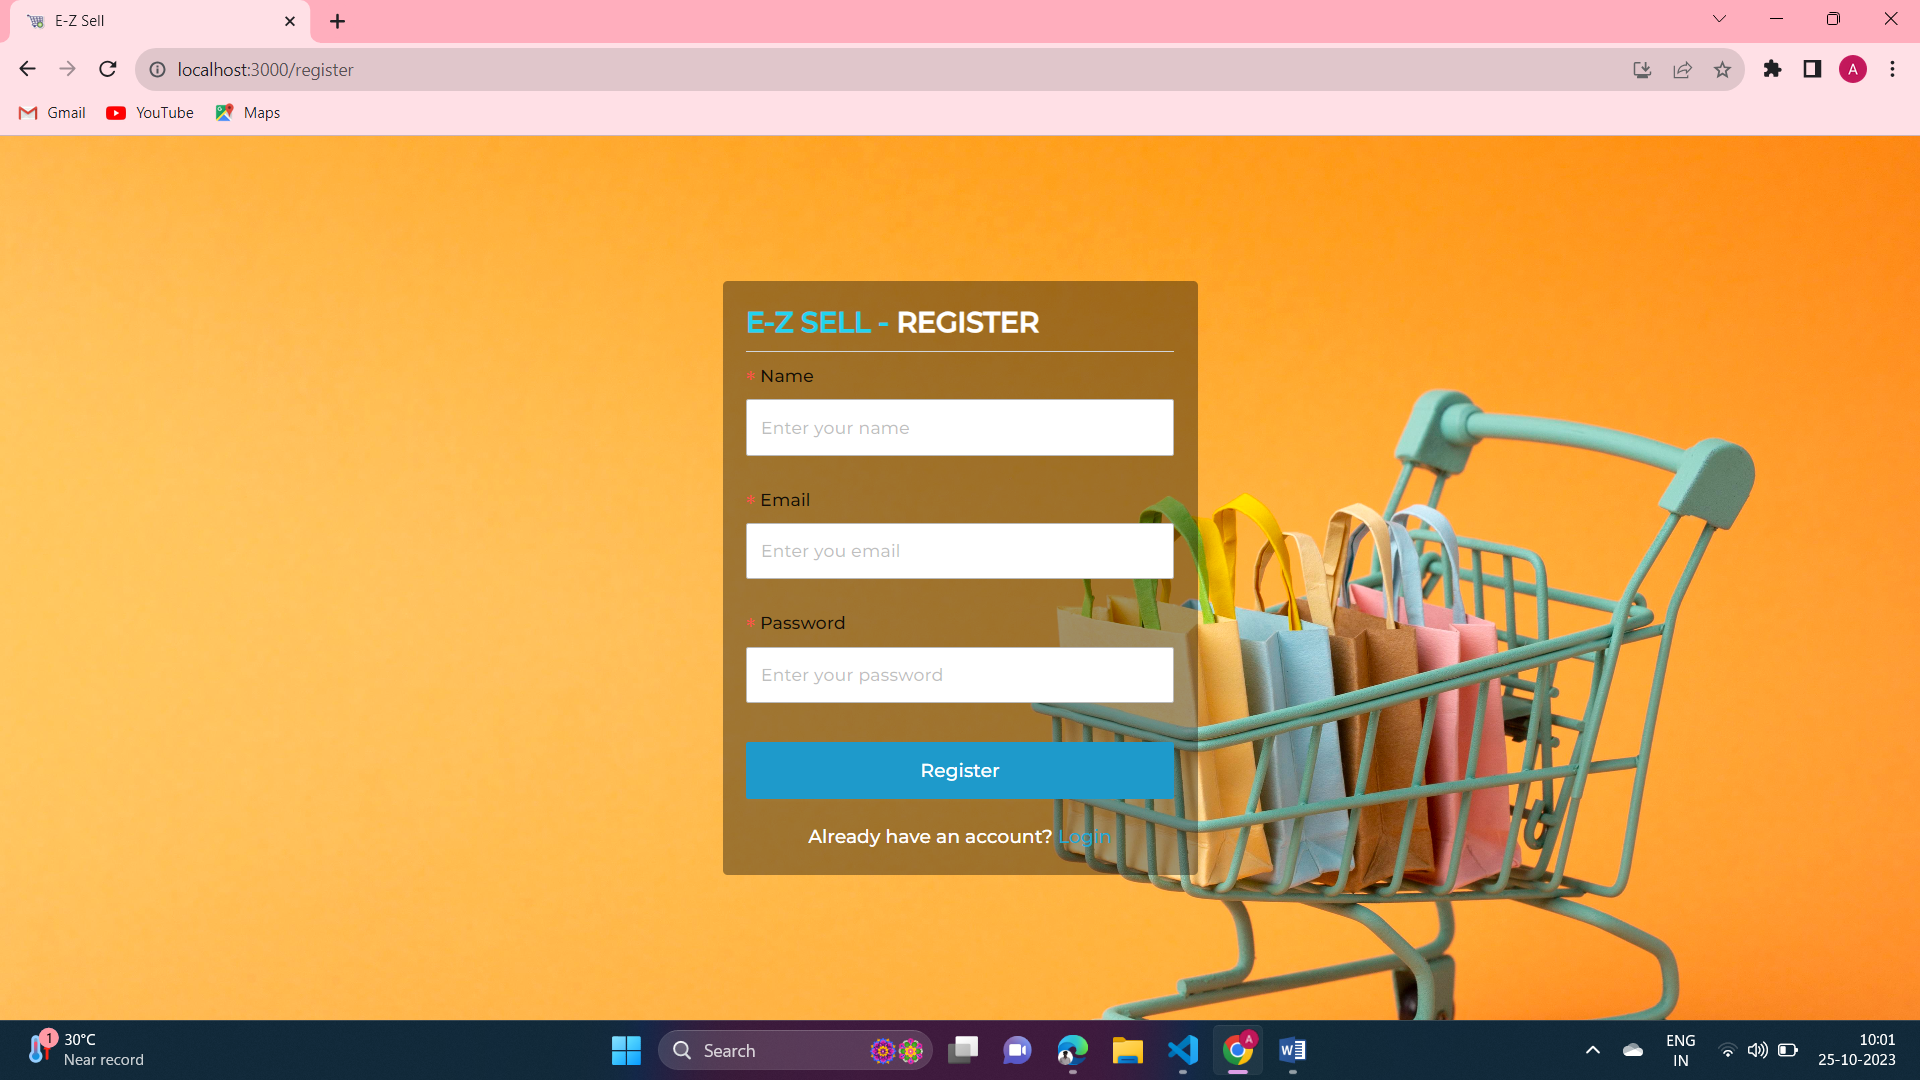 E-Z Sell
localhost:3000/register
A
Gmail
YouTube
Maps
E-Z SELL - REGISTER
* Name
Enter your name
* Email
Enter you email
* Password
Enter your password
Register
Already have an account? Login
1
30°C
Near record
Search
A
W
ENG
IN
10:01
25-10-2023